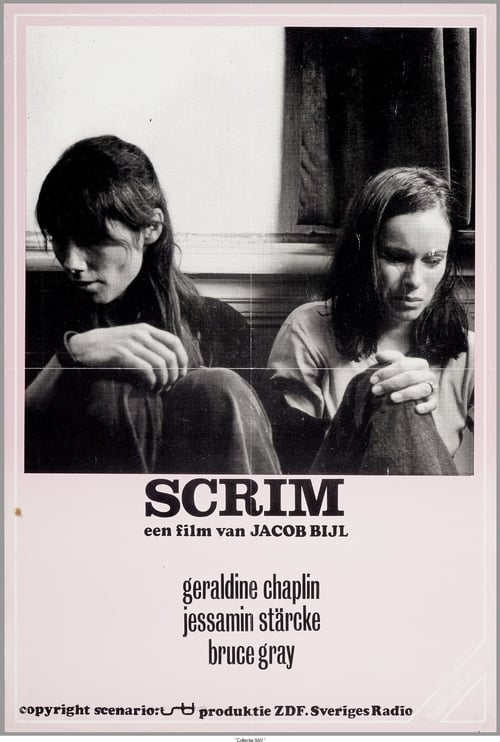 SCRIM
een film van JACOB BIJL
geraldine chaplin
jessamin stärcke
bruce gray
copyright scenario: produktie ZDF. Sveriges Radio
"Collectie SAV"